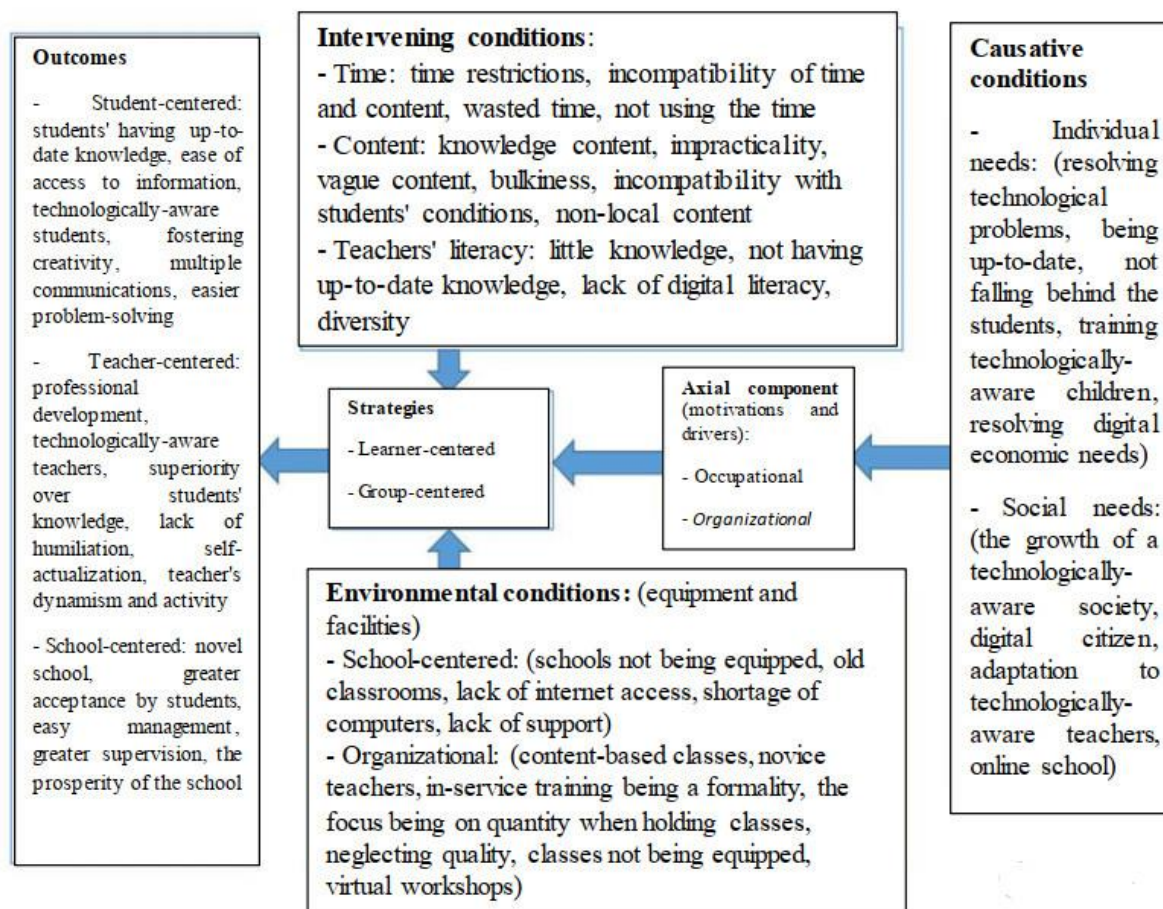 Outcomes
- Student-centered:
students' having up-to-
date knowledge, ease of
access to information,
technologically-aware
students, fostering
creativity, multiple
communications, easier
problem-solving
- Teacher-centered:
professional
development,
technologically-aware
teachers, superiority
over students'
knowledge, lack of
humiliation, self-
actualization, teacher's
dynamism and activity
- School-centered: novel
school, greater
acceptance by students,
easy management,
greater supervision, the
prosperity of the school
Intervening conditions:
- Time: time restrictions, incompatibility of time
and content, wasted time, not using the time
- Content: knowledge content, impracticality,
vague content, bulkiness, incompatibility with
students' conditions, non-local content
- Teachers' literacy: little knowledge, not having
up-to-date knowledge, lack of digital literacy,
diversity
Strategies
- Learner-centered
- Group-centered
Axial component
(motivations and
drivers):
- Occupational
- Organizational
Environmental conditions: (equipment and
facilities)
- School-centered: (schools not being equipped, old
classrooms, lack of internet access, shortage of
computers, lack of support)
- Organizational: (content-based classes, novice
teachers, in-service training being a formality, the
focus being on quantity when holding classes,
neglecting quality, classes not being equipped,
virtual workshops)
Causative
conditions
- Individual
needs: (resolving
technological
problems, being
up-to-date, not
falling behind the
students, training
technologically-
aware children,
resolving digital
economic needs)
- Social needs:
(the growth of a
technologically-
aware society,
digital citizen,
adaptation to
technologically-
aware teachers,
online school)